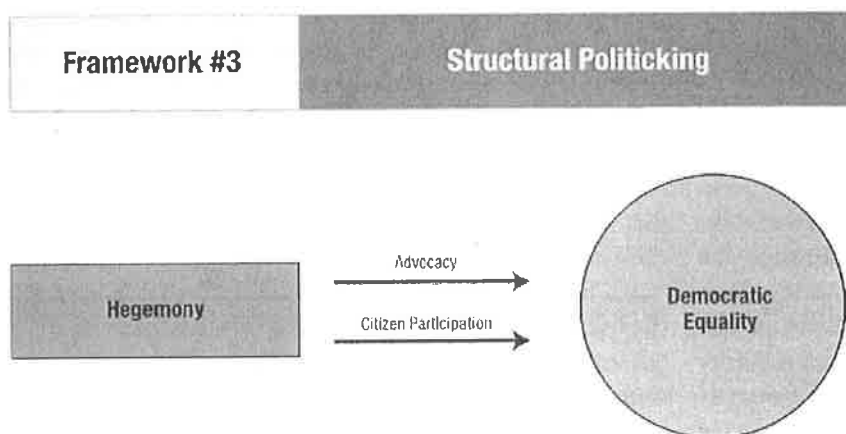 Framework #3
Structural Politicking
Advocacy
Hegemony
Citizen Participation
Democratic
Equality